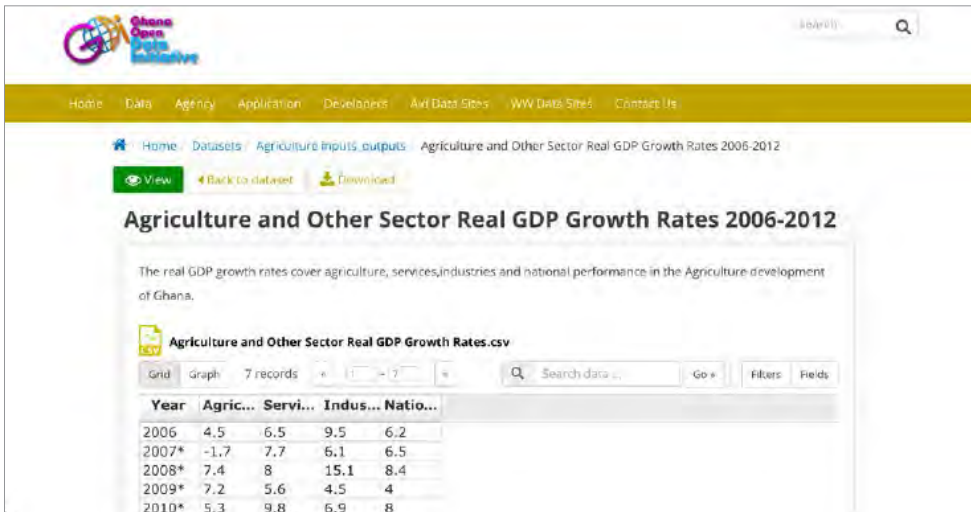 Ghana
Open
Data
Initiative
Search
Home Data Agency Application Developers Afri Data Sites WW Data Sites Contact Us
Home / Datasets / Agriculture inputs_outputs / Agriculture and Other Sector Real GDP Growth Rates 2006-2012
View Back to dataset Download
Agriculture and Other Sector Real GDP Growth Rates 2006-2012
The real GDP growth rates cover agriculture, services,industries and national performance in the Agriculture development
of Ghana.
CSV Agriculture and Other Sector Real GDP Growth Rates.csv
Grid Graph 7 records « 1 – 7 » Search data ... Go » Filters Fields
Year Agric... Servi... Indus... Natio...
2006 4.5 6.5 9.5 6.2
2007* -1.7 7.7 6.1 6.5
2008* 7.4 8 15.1 8.4
2009* 7.2 5.6 4.5 4
2010* 5.3 9.8 6.9 8